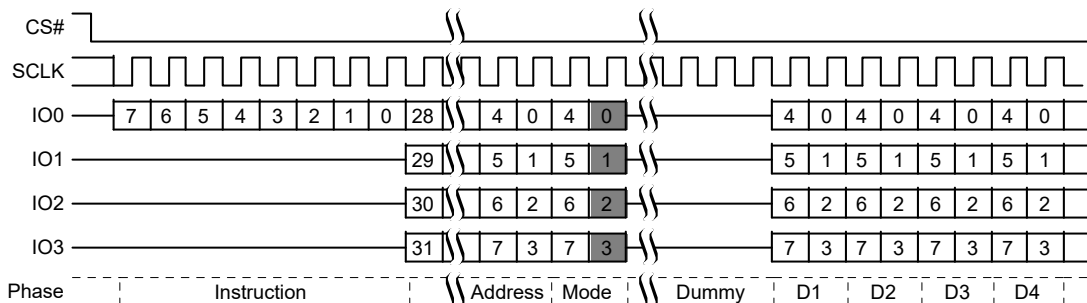 CS#
SCLK
IO0 7 6 5 4 3 2 1 0 28 4 0 4 0 4 0 4 0 4 0 4 0
IO1 29 5 1 5 1 5 1 5 1 5 1 5 1
IO2 30 6 2 6 2 6 2 6 2 6 2 6 2
IO3 31 7 3 7 3 7 3 7 3 7 3 7 3
Phase Instruction Address Mode Dummy D1 D2 D3 D4